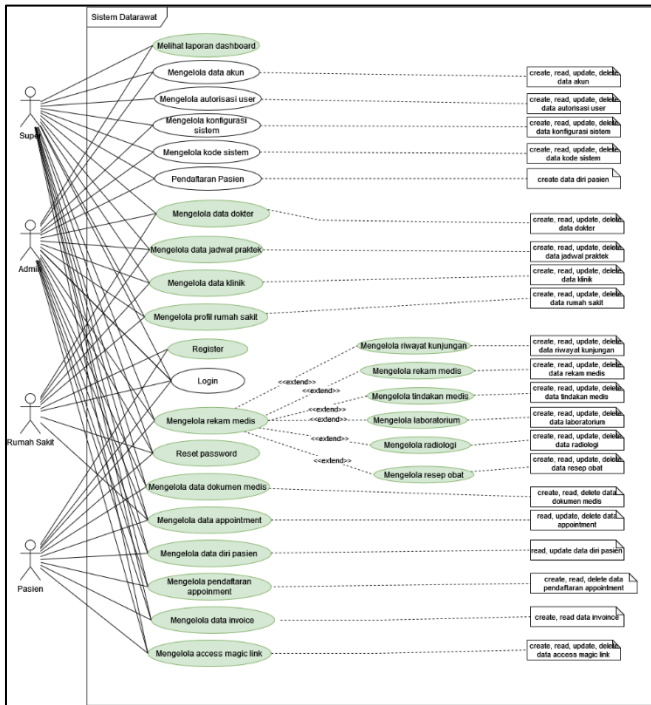 Sistem Datarawat
Melihat laporan dashboard
Mengelola data akun
create, read, update, delete
data akun
Mengelola autorisasi user
create, read, update, delete
data autorisasi user
Mengelola konfigurasi
sistem
create, read, update, delete
data konfigurasi sistem
Super
Mengelola kode sistem
create, read, update, delete
data kode sistem
Pendaftaran Pasien
create data diri pasien
Mengelola data dokter
create, read, update, delete
data dokter
Mengelola data jadwal praktek
create, read, update, delete
data jadwal praktek
Admin
Mengelola data klinik
create, read, update, delete
data klinik
Mengelola profil rumah sakit
create, read, update, delete
data rumah sakit
Register
Mengelola riwayat kunjungan
create, read, update, delete
data riwayat kunjungan
Login
<<extend>>
Mengelola rekam medis
create, read, update, delete
data rekam medis
<<extend>>
Mengelola tindakan medis
create, read, update, delete
data tindakan medis
Rumah Sakit
Mengelola rekam medis
<<extend>>
<<extend>>
Mengelola laboratorium
create, read, update, delete
data laboratorium
<<extend>>
Mengelola radiologi
create, read, update, delete
data radiologi
Reset password
<<extend>>
Mengelola resep obat
create, read, update, delete
data resep obat
Mengelola data dokumen medis
create, read, delete data
dokumen medis
Mengelola data appointment
read, update, delete data
appointment
Mengelola data diri pasien
read, update data diri pasien
Pasien
Mengelola pendaftaran
appoinment
create, read, delete data
pendaftaran appointment
Mengelola data invoice
create, read data invoince
Mengelola access magic link
create, read, update, delete
data access magic link